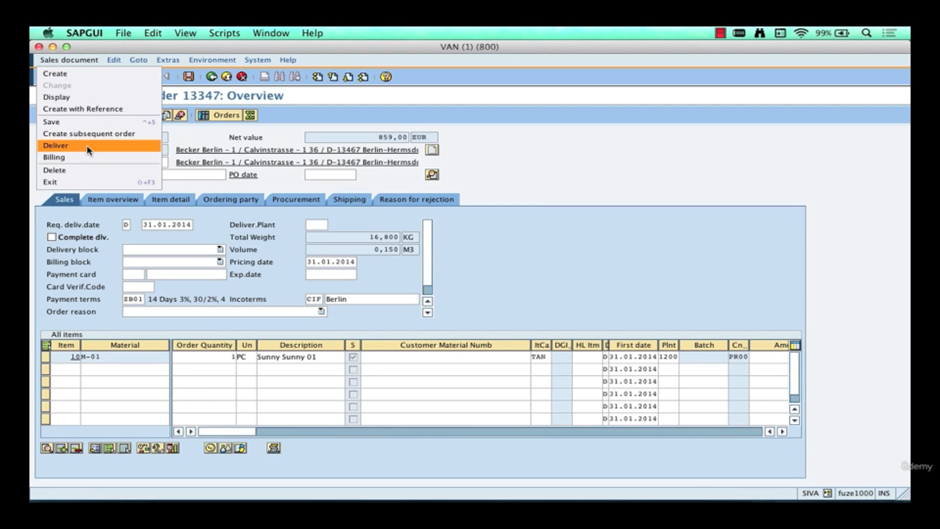 SAPGUI File Edit View Scripts Window Help 99%
VAN (1) (800)
Sales document Edit Goto Extras Environment System Help
Create
Change
Display
Create with Reference
Save ^+S
Create subsequent order
Deliver
Billing
Delete
Exit ⇧+F3
der 13347: Overview
Orders
Net value 859,00 EUR
Becker Berlin - 1 / Calvinstrasse - 1 36 / D-13467 Berlin-Hermsdo
Becker Berlin - 1 / Calvinstrasse - 1 36 / D-13467 Berlin-Hermsdo
PO date
Sales Item overview Item detail Ordering party Procurement Shipping Reason for rejection
Req. deliv.date D 31.01.2014 Deliver.Plant
Complete dlv. Total Weight 16,800 KG
Delivery block Volume 0,150 M3
Billing block Pricing date 31.01.2014
Payment card Exp.date
Card Verif.Code
Payment terms ZB01 14 Days 3%, 30/2%, 4 Incoterms CIF Berlin
Order reason
All items
Item Material Order Quantity Un Description S Customer Material Numb ItCa DGI_ HL Itm D First date Plnt Batch Cn_ Am
10 M-01 1 PC Sunny Sunny 01 TAN D 31.01.2014 1200 PR00
D 31.01.2014
D 31.01.2014
D 31.01.2014
D 31.01.2014
D 31.01.2014
ûdemy
SIVA fuze1000 INS